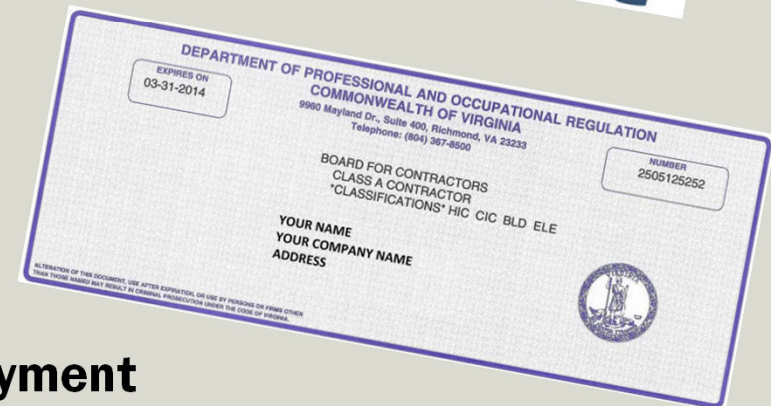 DEPARTMENT OF PROFESSIONAL AND OCCUPATIONAL REGULATION
COMMONWEALTH OF VIRGINIA
EXPIRES ON
03-31-2014
9960 Mayland Dr., Suite 400, Richmond, VA 23233
Telephone: (804) 367-8500
NUMBER
2505125252
BOARD FOR CONTRACTORS
CLASS A CONTRACTOR
*CLASSIFICATIONS* HIC CIC BLD ELE
YOUR NAME
YOUR COMPANY NAME
ADDRESS
ALTERATION OF THIS DOCUMENT, USE AFTER EXPIRATION, OR USE BY PERSONS OR FIRMS OTHER
THAN THOSE NAMED MAY RESULT IN CRIMINAL PROSECUTION UNDER THE CODE OF VIRGINIA.
yment